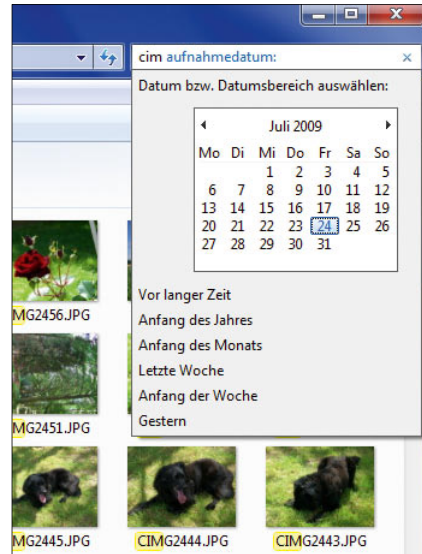 cim aufnahmedatum:
Datum bzw. Datumsbereich auswählen:
Juli 2009
Mo Di Mi Do Fr Sa So
1 2 3 4 5
6 7 8 9 10 11 12
13 14 15 16 17 18 19
20 21 22 23 24 25 26
27 28 29 30 31
Vor langer Zeit
Anfang des Jahres
Anfang des Monats
Letzte Woche
Anfang der Woche
Gestern
MG2456.JPG
MG2451.JPG
MG2445.JPG CIMG2444.JPG CIMG2443.JPG